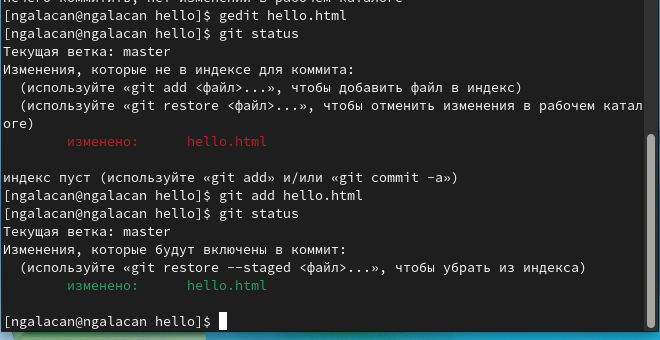 нечего коммитить, нет изменений в рабочем каталоге
[ngalacan@ngalacan hello]$ gedit hello.html
[ngalacan@ngalacan hello]$ git status
Текущая ветка: master
Изменения, которые не в индексе для коммита:
  (используйте «git add <файл>...», чтобы добавить файл в индекс)
  (используйте «git restore <файл>...», чтобы отменить изменения в рабочем катал
оге)
        изменено:      hello.html
индекс пуст (используйте «git add» и/или «git commit -a»)
[ngalacan@ngalacan hello]$ git add hello.html
[ngalacan@ngalacan hello]$ git status
Текущая ветка: master
Изменения, которые будут включены в коммит:
  (используйте «git restore --staged <файл>...», чтобы убрать из индекса)
        изменено:      hello.html
[ngalacan@ngalacan hello]$